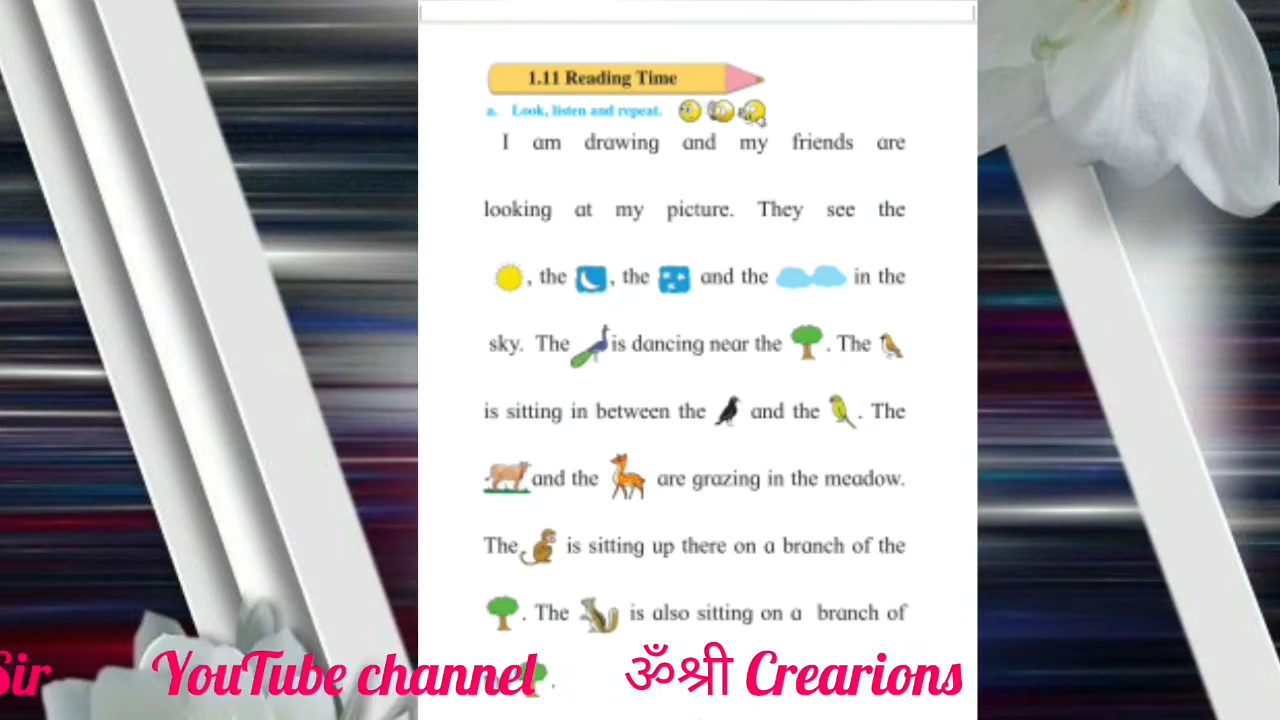 1.11 Reading Time
a. Look, listen and repeat.
I am drawing and my friends are
looking at my picture. They see the
, the , the and the in the
sky. The is dancing near the . The
is sitting in between the and the . The
and the are grazing in the meadow.
The is sitting up there on a branch of the
. The is also sitting on a branch of
.
Sir YouTube channel ॐश्री Crearions